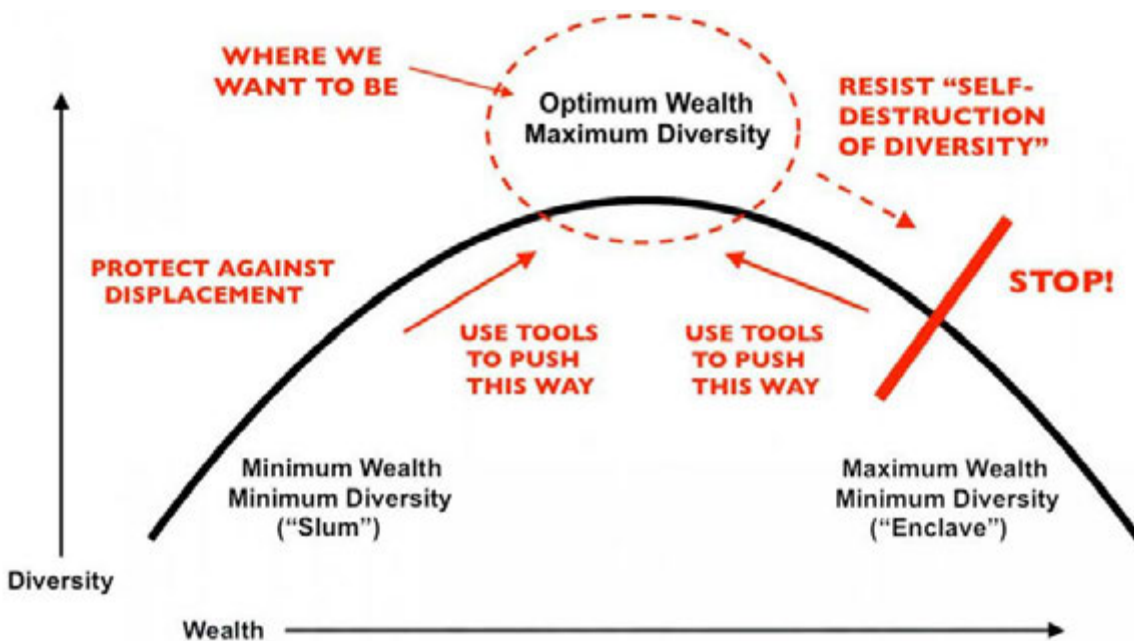 WHERE WE
WANT TO BE
Optimum Wealth
Maximum Diversity
RESIST “SELF-
DESTRUCTION
OF DIVERSITY”
PROTECT AGAINST
DISPLACEMENT
STOP!
USE TOOLS
TO PUSH
THIS WAY
USE TOOLS
TO PUSH
THIS WAY
Minimum Wealth
Minimum Diversity
(“Slum”)
Maximum Wealth
Minimum Diversity
(“Enclave”)
Diversity
Wealth